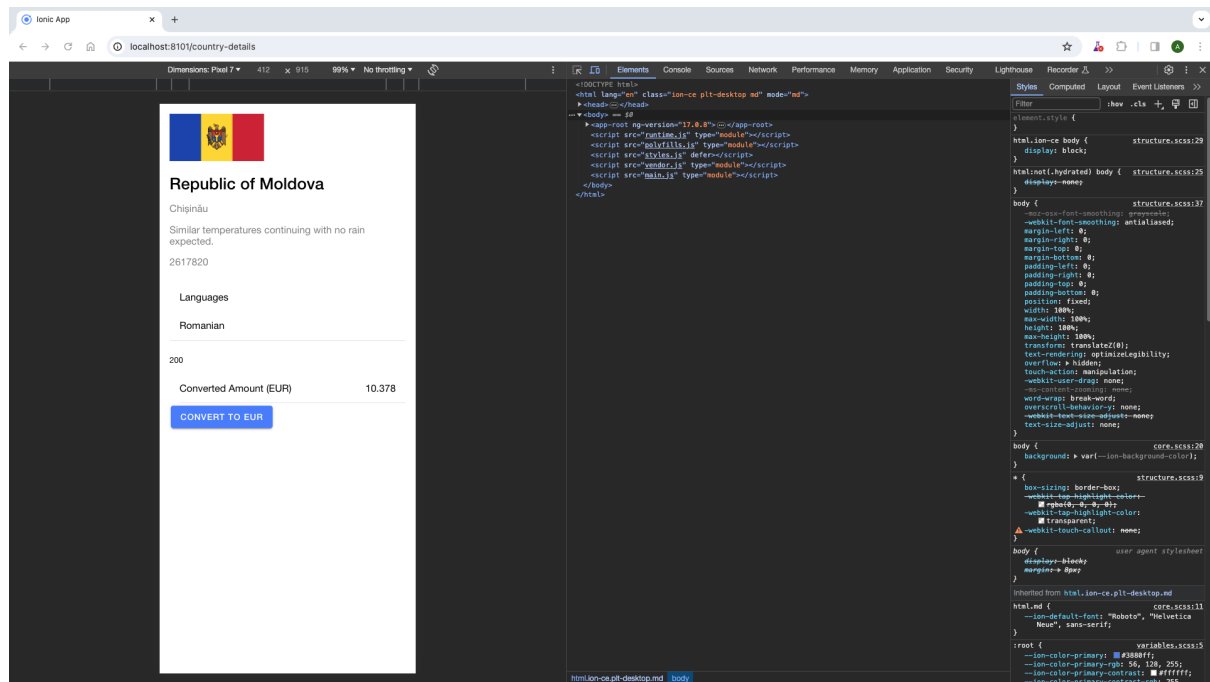 Ionic App
localhost:8101/country-details
A
Dimensions: Pixel 7 412 x 915 99% No throttling
Elements Console Sources Network Performance Memory Application Security Lighthouse Recorder
Republic of Moldova
Chișinău
Similar temperatures continuing with no rain
expected.
2617820
Languages
Romanian
200
Converted Amount (EUR) 10.378
CONVERT TO EUR
<!DOCTYPE html>
<html lang="en" class="ion-ce plt-desktop md" mode="md">
<head> </head>
<body> == $0
<app-root ng-version="17.0.8"> </app-root>
<script src="runtime.js" type="module"></script>
<script src="polyfills.js" type="module"></script>
<script src="styles.js" defer></script>
<script src="vendor.js" type="module"></script>
<script src="main.js" type="module"></script>
</body>
</html>
html.ion-ce.plt-desktop.md body
Styles Computed Layout Event Listeners
Filter :hov .cls
element.style {
}
html.ion-ce body { structure.scss:29
display: block;
}
html:not(.hydrated) body { structure.scss:25
display: none;
}
body { structure.scss:37
-moz-osx-font-smoothing: grayscale;
-webkit-font-smoothing: antialiased;
margin-left: 0;
margin-right: 0;
margin-top: 0;
margin-bottom: 0;
padding-left: 0;
padding-right: 0;
padding-top: 0;
padding-bottom: 0;
position: fixed;
width: 100%;
max-width: 100%;
height: 100%;
max-height: 100%;
transform: translateZ(0);
text-rendering: optimizeLegibility;
overflow: hidden;
touch-action: manipulation;
-webkit-user-drag: none;
-ms-content-zooming: none;
word-wrap: break-word;
overscroll-behavior-y: none;
-webkit-text-size-adjust: none;
text-size-adjust: none;
}
body { core.scss:20
background: var(--ion-background-color);
}
* { structure.scss:9
box-sizing: border-box;
-webkit-tap-highlight-color:
rgba(0, 0, 0, 0);
-webkit-tap-highlight-color:
transparent;
-webkit-touch-callout: none;
}
body { user agent stylesheet
display: block;
margin: 8px;
}
Inherited from html.ion-ce.plt-desktop.md
html.md { core.scss:11
--ion-default-font: "Roboto", "Helvetica
Neue", sans-serif;
}
:root { variables.scss:5
--ion-color-primary: #3880ff;
--ion-color-primary-rgb: 56, 128, 255;
--ion-color-primary-contrast: #ffffff;